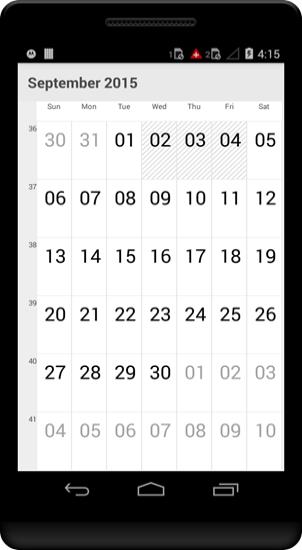 1 2 4:15
September 2015
Sun Mon Tue Wed Thu Fri Sat
36 30 31 01 02 03 04 05
37 06 07 08 09 10 11 12
38 13 14 15 16 17 18 19
39 20 21 22 23 24 25 26
40 27 28 29 30 01 02 03
41 04 05 06 07 08 09 10